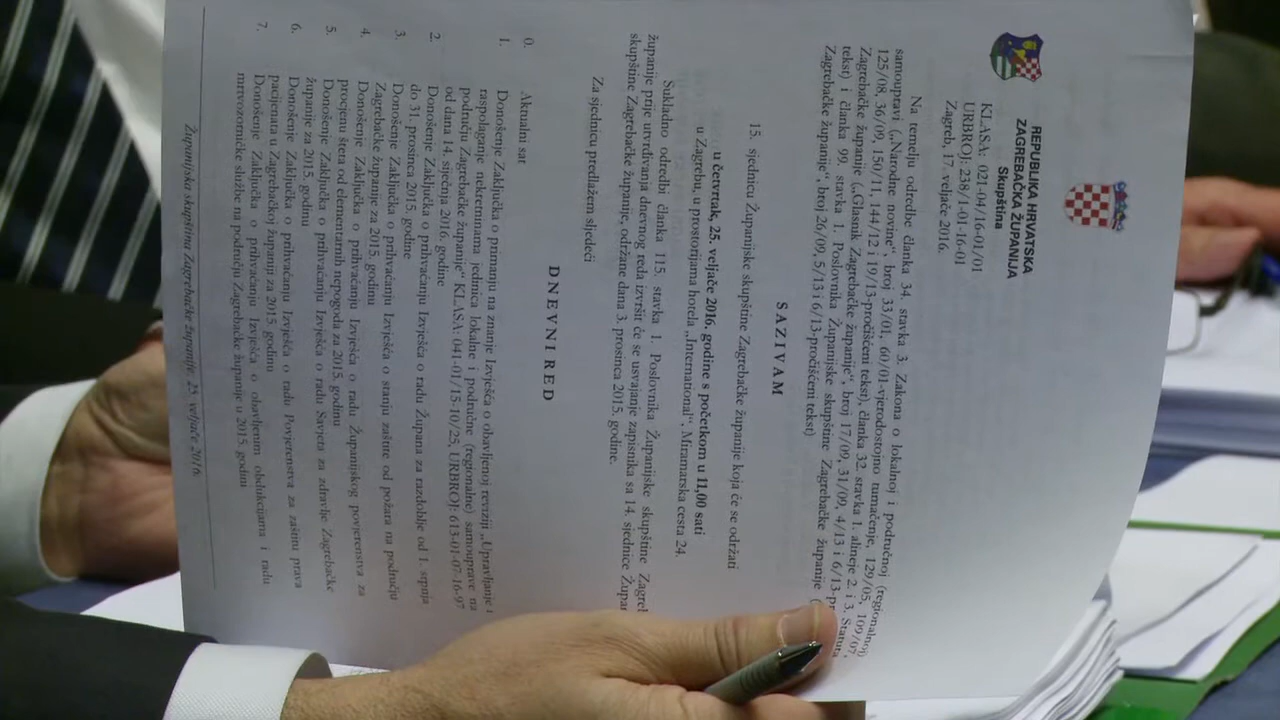 REPUBLIKA HRVATSKA
ZAGREBAČKA ŽUPANIJA
Skupština
KLASA: 021-04/16-01/01
URBROJ: 238/1-01-16-01
Zagreb, 17. veljače 2016.
Na temelju odredbe članka 34. stavka 3. Zakona o lokalnoj i područnoj (regionalnoj)
samoupravi („Narodne novine“, broj 33/01, 60/01-vjerodostojno tumačenje, 129/05, 109/07,
125/08, 36/09, 150/11, 144/12 i 19/13-pročišćeni tekst), članka 32. stavka 1. alineje 2. i 3. Statuta
Zagrebačke županije („Glasnik Zagrebačke županije“, broj 17/09, 31/09, 4/13 i 6/13-pr
tekst) i članka 99. stavka 1. Poslovnika Županijske skupštine Zagrebačke županije (
Zagrebačke županije“, broj 26/09, 5/13 i 6/13-pročišćeni tekst)
SAZIVAM
15. sjednicu Županijske skupštine Zagrebačke županije koja će se održati
u četvrtak, 25. veljače 2016. godine s početkom u 11,00 sati
u Zagrebu, u prostorijama hotela „International“, Miramarska cesta 24.
Sukladno odredbi članka 115. stavka 1. Poslovnika Županijske skupštine Zagreb
županije prije utvrđivanja dnevnog reda izvršit će se usvajanje zapisnika sa 14. sjednice Župan
skupštine Zagrebačke županije, održane dana 3. prosinca 2015. godine.
Za sjednicu predlažem sljedeći
DNEVNI RED
0. Aktualni sat
1. Donošenje Zaključka o primanju na znanje Izvješća o obavljenoj reviziji „Upravljanje i
raspolaganje nekretninama jedinica lokalne i područne (regionalne) samouprave na
području Zagrebačke županije“ KLASA: 041-01/15-10/25, URBROJ: 613-01-07-16-97
od dana 14. siječnja 2016. godine
2. Donošenje Zaključka o prihvaćanju Izvješća o radu Župana za razdoblje od 1. srpnja
do 31. prosinca 2015. godine
3. Donošenje Zaključka o prihvaćanju Izvješća o stanju zaštite od požara na području
Zagrebačke županije za 2015. godinu
4. Donošenje Zaključka o prihvaćanju Izvješća o radu Županijskog povjerenstva za
procjenu šteta od elementarnih nepogoda za 2015. godinu
5. Donošenje Zaključka o prihvaćanju Izvješća o radu Savjeta za zdravlje Zagrebačke
županije za 2015. godinu
6. Donošenje Zaključka o prihvaćanju Izvješća o radu Povjerenstva za zaštitu prava
pacijenata u Zagrebačkoj županiji za 2015. godinu
7. Donošenje Zaključka o prihvaćanju Izvješća o obavljenim obdukcijama i radu
mrtvozorničke službe na području Zagrebačke županije u 2015. godini
Županijska skupština Zagrebačke županije, 25. veljače 2016.